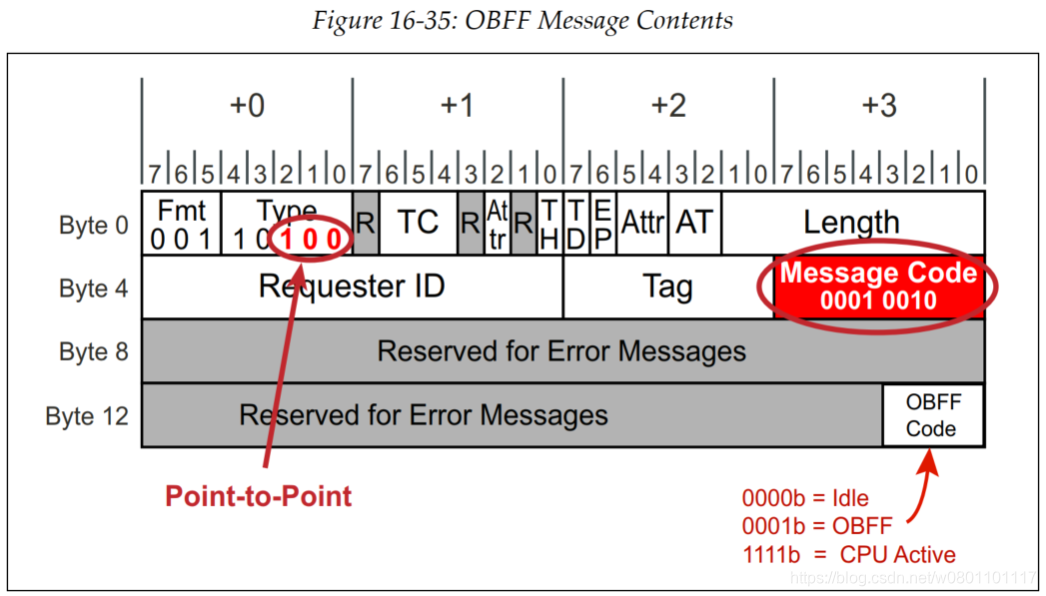 Figure 16-35: OBFF Message Contents
+0 +1 +2 +3
7 6 5 4 3 2 1 0 7 6 5 4 3 2 1 0 7 6 5 4 3 2 1 0 7 6 5 4 3 2 1 0
Byte 0 Fmt 0 0 1 Type 1 0 1 0 0 R TC R Attr R TH TD EP Attr AT Length
Byte 4 Requester ID Tag Message Code 0001 0010
Byte 8 Reserved for Error Messages
Byte 12 Reserved for Error Messages OBFF Code
Point-to-Point
0000b = Idle
0001b = OBFF
1111b = CPU Active
https://blog.csdn.net/w0801101117